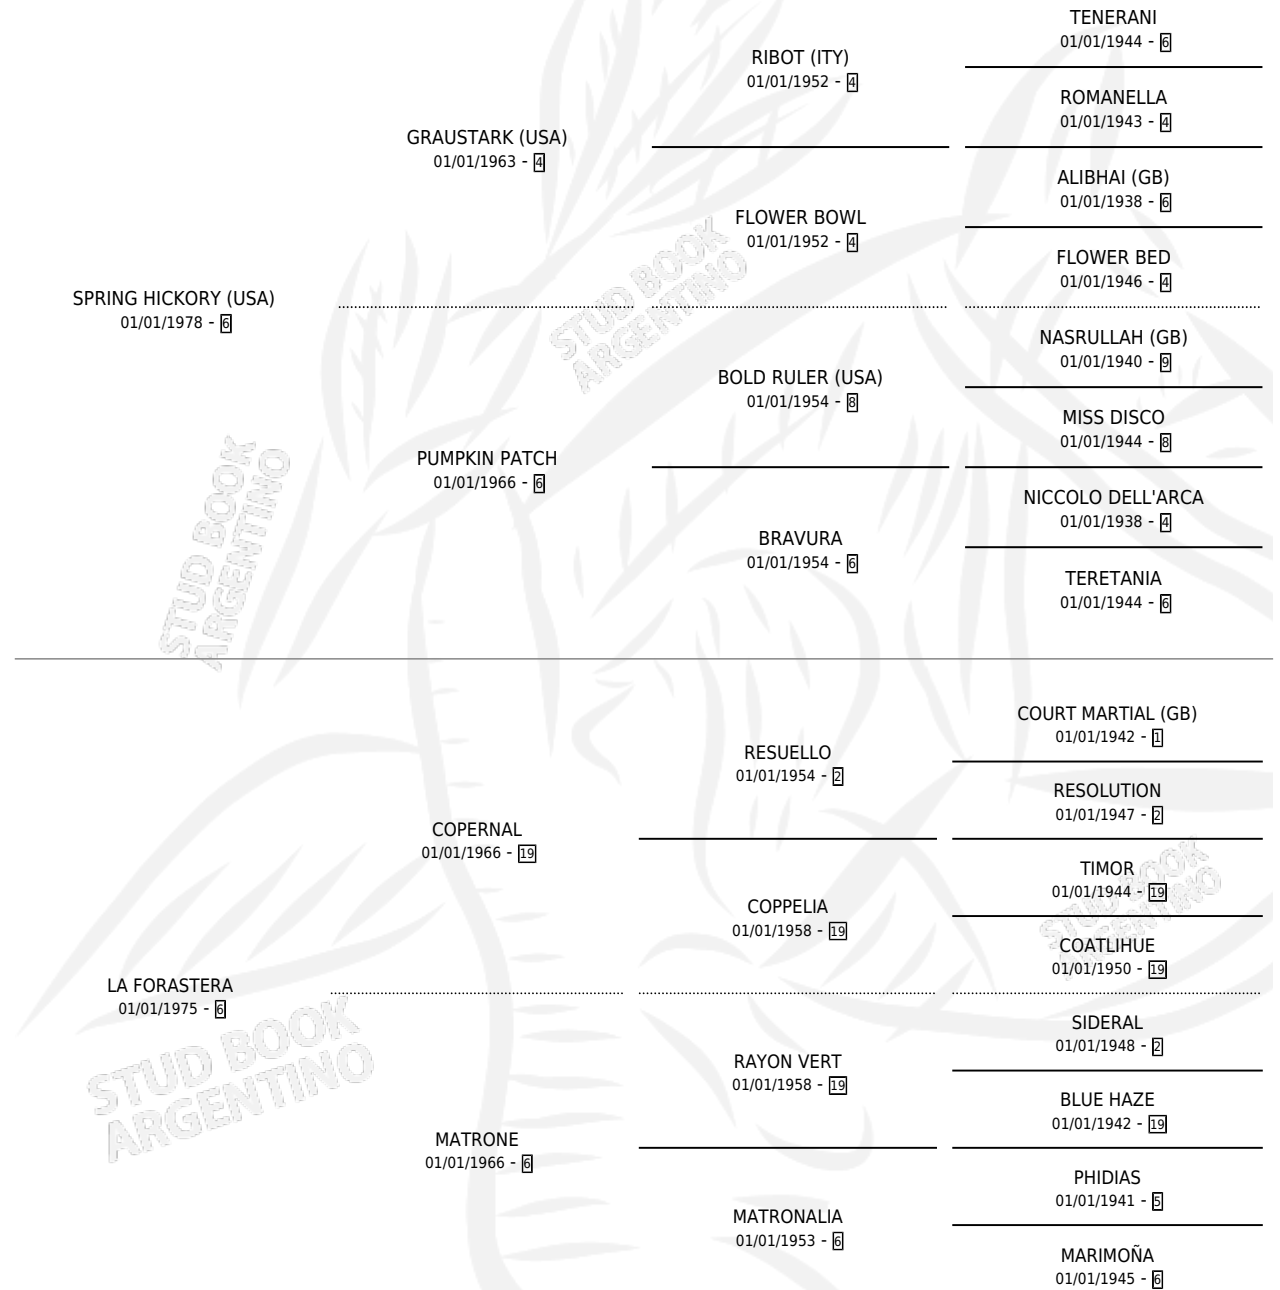 TENERANI
01/01/1944 - 6
RIBOT (ITY)
01/01/1952 - 4
ROMANELLA
01/01/1943 - 4
GRAUSTARK (USA)
01/01/1963 - 4
ALIBHAI (GB)
01/01/1938 - 6
FLOWER BOWL
01/01/1952 - 4
FLOWER BED
01/01/1946 - 4
SPRING HICKORY (USA)
01/01/1978 - 6
NASRULLAH (GB)
01/01/1940 - 9
BOLD RULER (USA)
01/01/1954 - 8
MISS DISCO
01/01/1944 - 8
PUMPKIN PATCH
01/01/1966 - 6
NICCOLO DELL'ARCA
01/01/1938 - 4
BRAVURA
01/01/1954 - 6
TERETANIA
01/01/1944 - 6
COURT MARTIAL (GB)
01/01/1942 - 1
RESUELLO
01/01/1954 - 2
RESOLUTION
01/01/1947 - 2
COPERNAL
01/01/1966 - 19
TIMOR
01/01/1944 - 19
COPPELIA
01/01/1958 - 19
COATLIHUE
01/01/1950 - 19
LA FORASTERA
01/01/1975 - 6
SIDERAL
01/01/1948 - 2
RAYON VERT
01/01/1958 - 19
BLUE HAZE
01/01/1942 - 19
MATRONE
01/01/1966 - 6
PHIDIAS
01/01/1941 - 5
MATRONALIA
01/01/1953 - 6
MARIMOÑA
01/01/1945 - 6
STUD BOOK
ARGENTINO
STUD BOOK
ARGENTINO
STUD BOOK
ARGENTINO
STUD BOOK
ARGENTINO